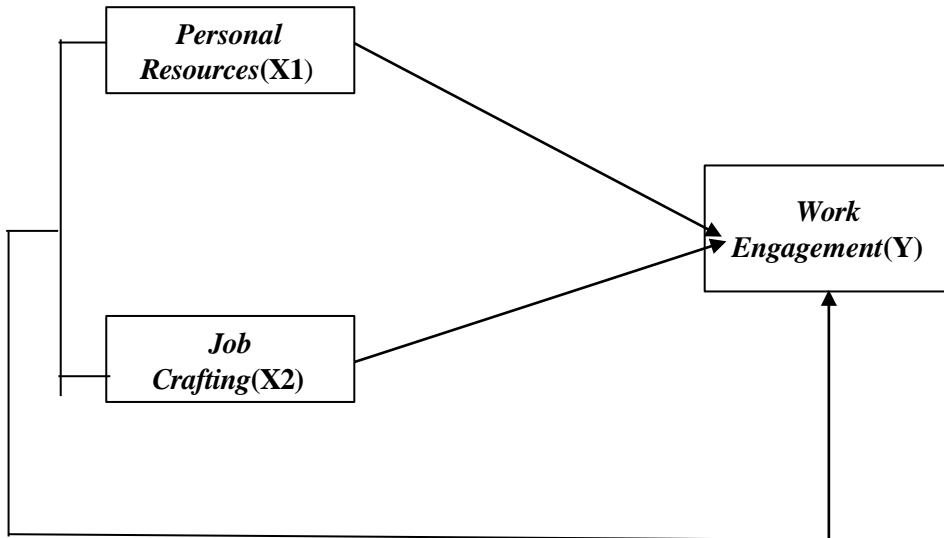 Personal
Resources(X1)
Work
Engagement(Y)
Job
Crafting(X2)